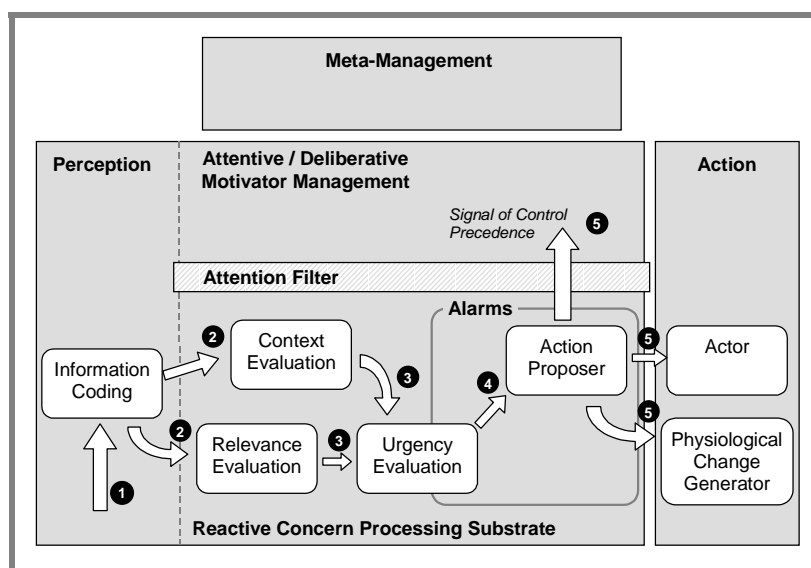 Meta-Management
Perception
Attentive / Deliberative
Motivator Management
Action
Signal of Control
Precedence
5
Attention Filter
Alarms
2
Context
Evaluation
Information
Coding
3
Action
Proposer
5
Actor
4
2
Relevance
Evaluation
3
Urgency
Evaluation
5
Physiological
Change
Generator
1
Reactive Concern Processing Substrate